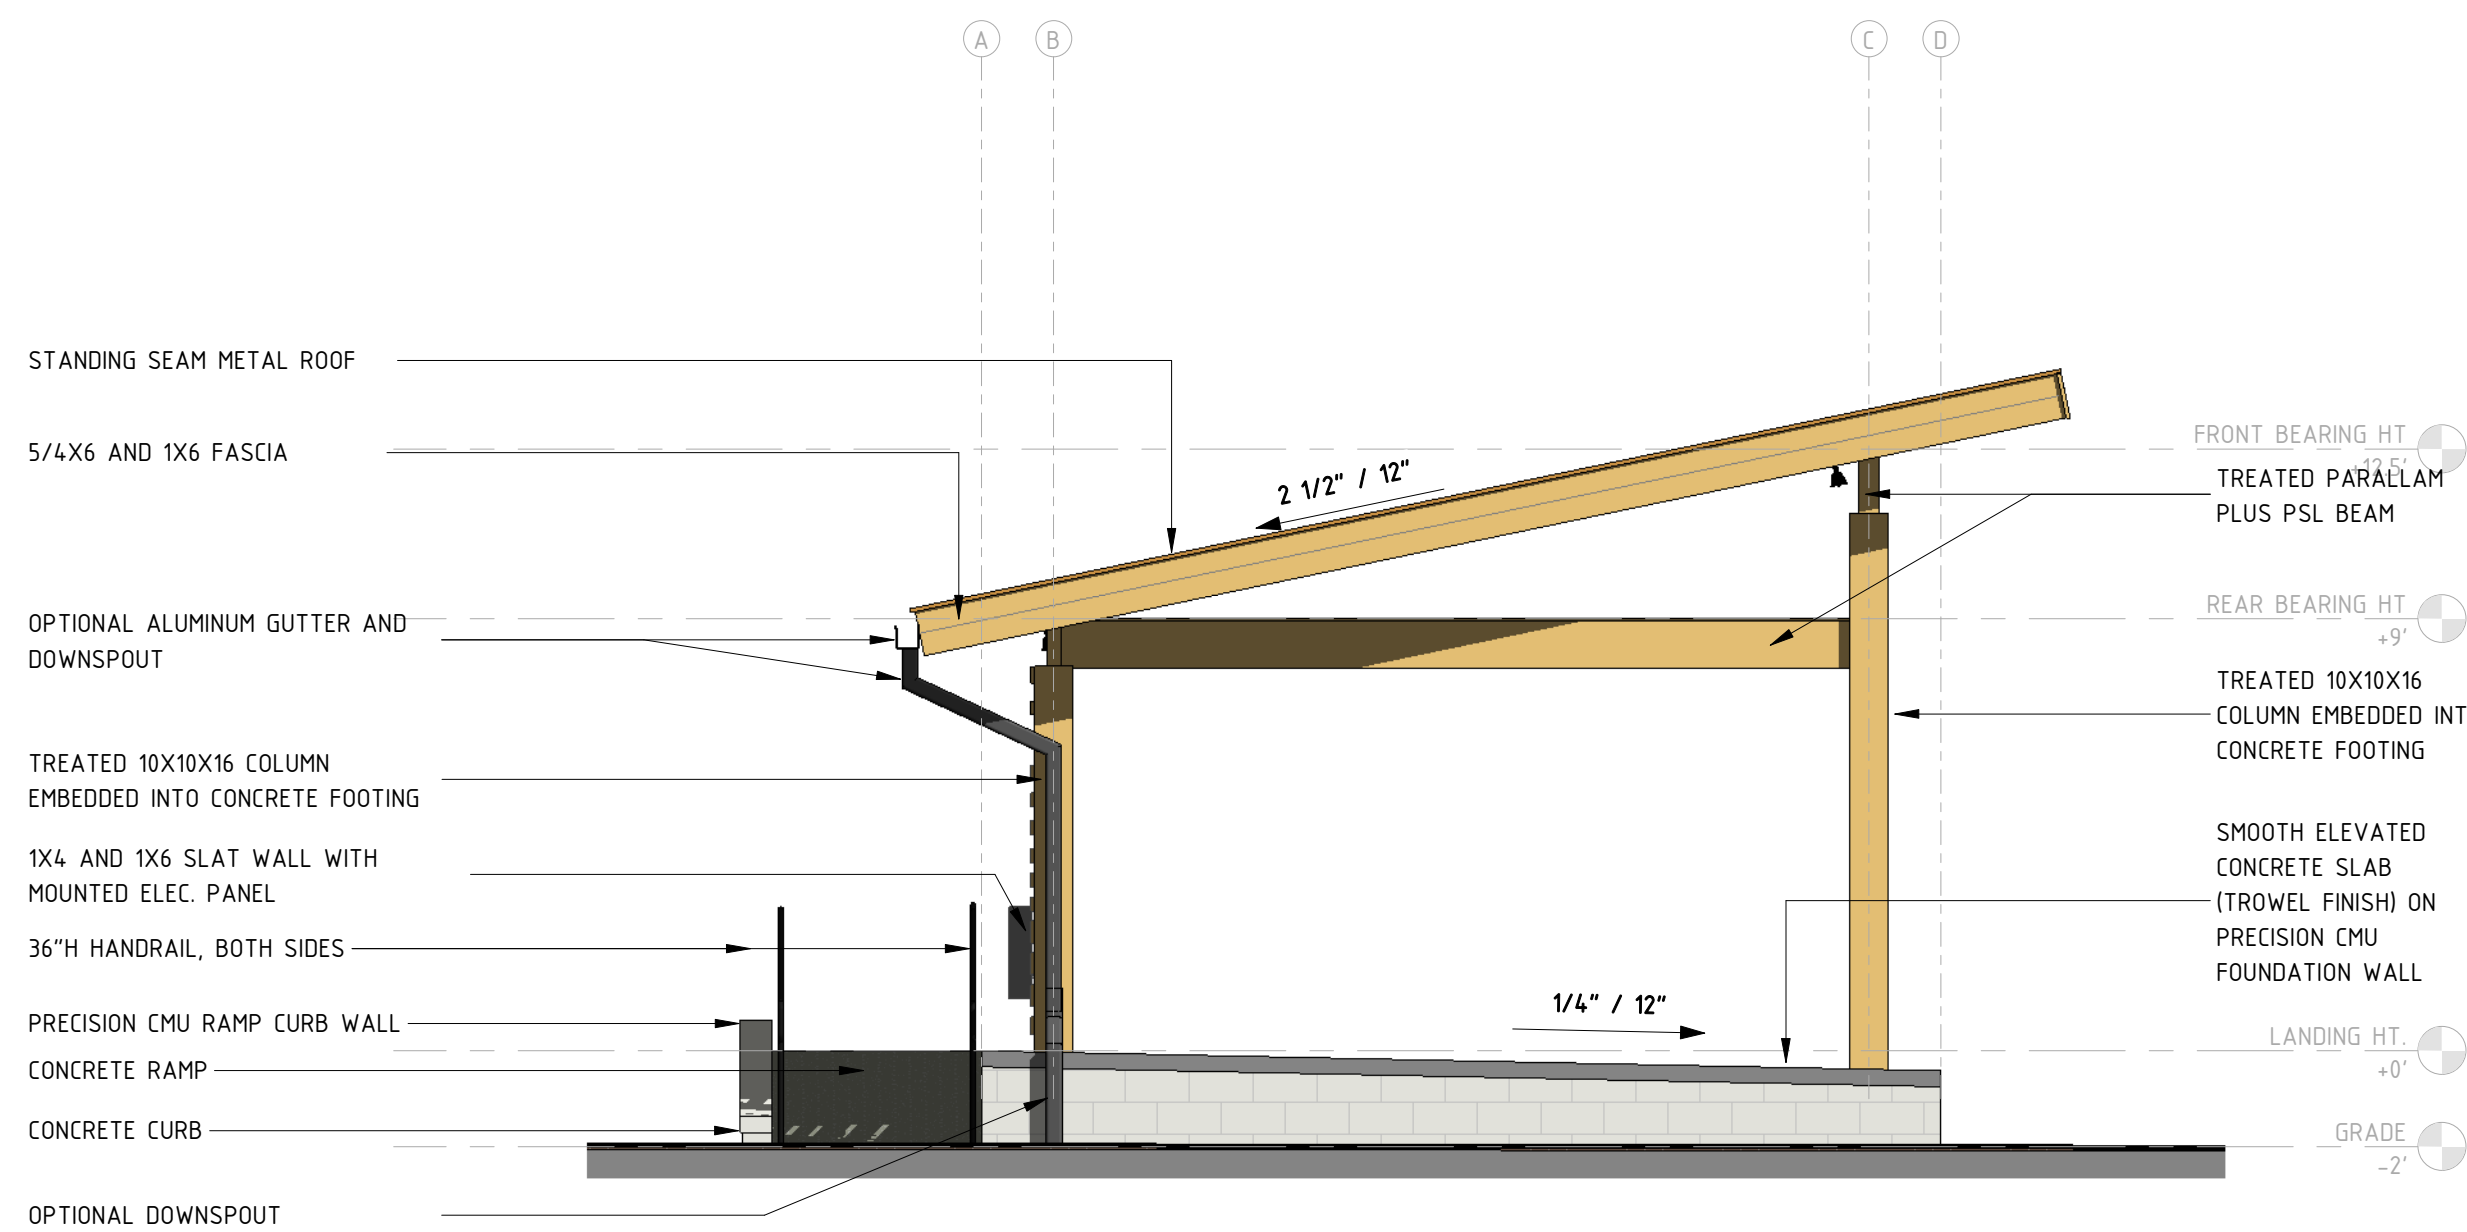 A
B
C
D
STANDING SEAM METAL ROOF
5/4X6 AND 1X6 FASCIA
2 1/2" / 12"
FRONT BEARING HT
+12.5'
TREATED PARALLAM
PLUS PSL BEAM
REAR BEARING HT
+9'
OPTIONAL ALUMINUM GUTTER AND
DOWNSPOUT
TREATED 10X10X16
COLUMN EMBEDDED INT
CONCRETE FOOTING
TREATED 10X10X16 COLUMN
EMBEDDED INTO CONCRETE FOOTING
1X4 AND 1X6 SLAT WALL WITH
MOUNTED ELEC. PANEL
SMOOTH ELEVATED
CONCRETE SLAB
(TROWEL FINISH) ON
PRECISION CMU
FOUNDATION WALL
36"H HANDRAIL, BOTH SIDES
1/4" / 12"
PRECISION CMU RAMP CURB WALL
LANDING HT.
+0'
CONCRETE RAMP
CONCRETE CURB
GRADE
-2'
OPTIONAL DOWNSPOUT